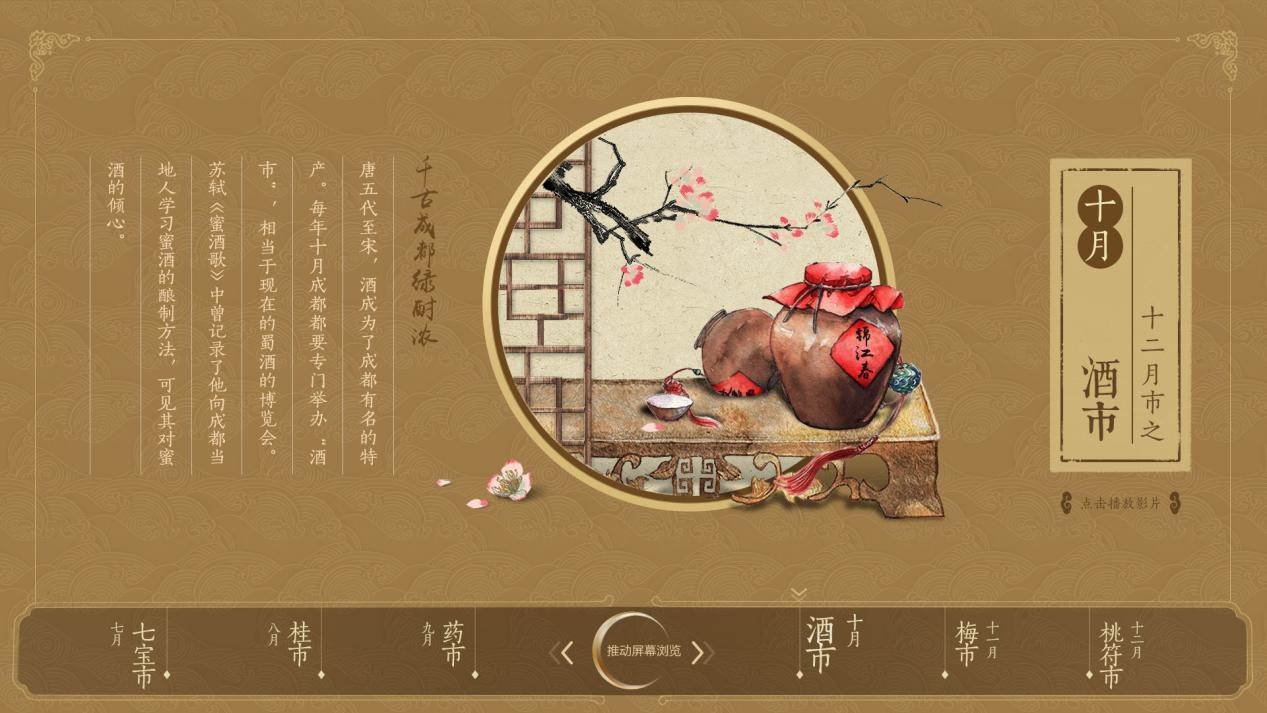 十月
十二月市之
酒市
点击播放影片
千古成都绿酎浓
唐五代至宋，酒成为了成都有名的特
产。每年十月成都都要专门举办“酒
市”，相当于现在的蜀酒的博览会。
苏轼《蜜酒歌》中曾记录了他向成都当
地人学习蜜酒的酿制方法，可见其对蜜
酒的倾心。
锦江春
七月
七宝市
八月
桂市
九月
药市
推动屏幕浏览
十月
酒市
十一月
梅市
十二月
桃符市